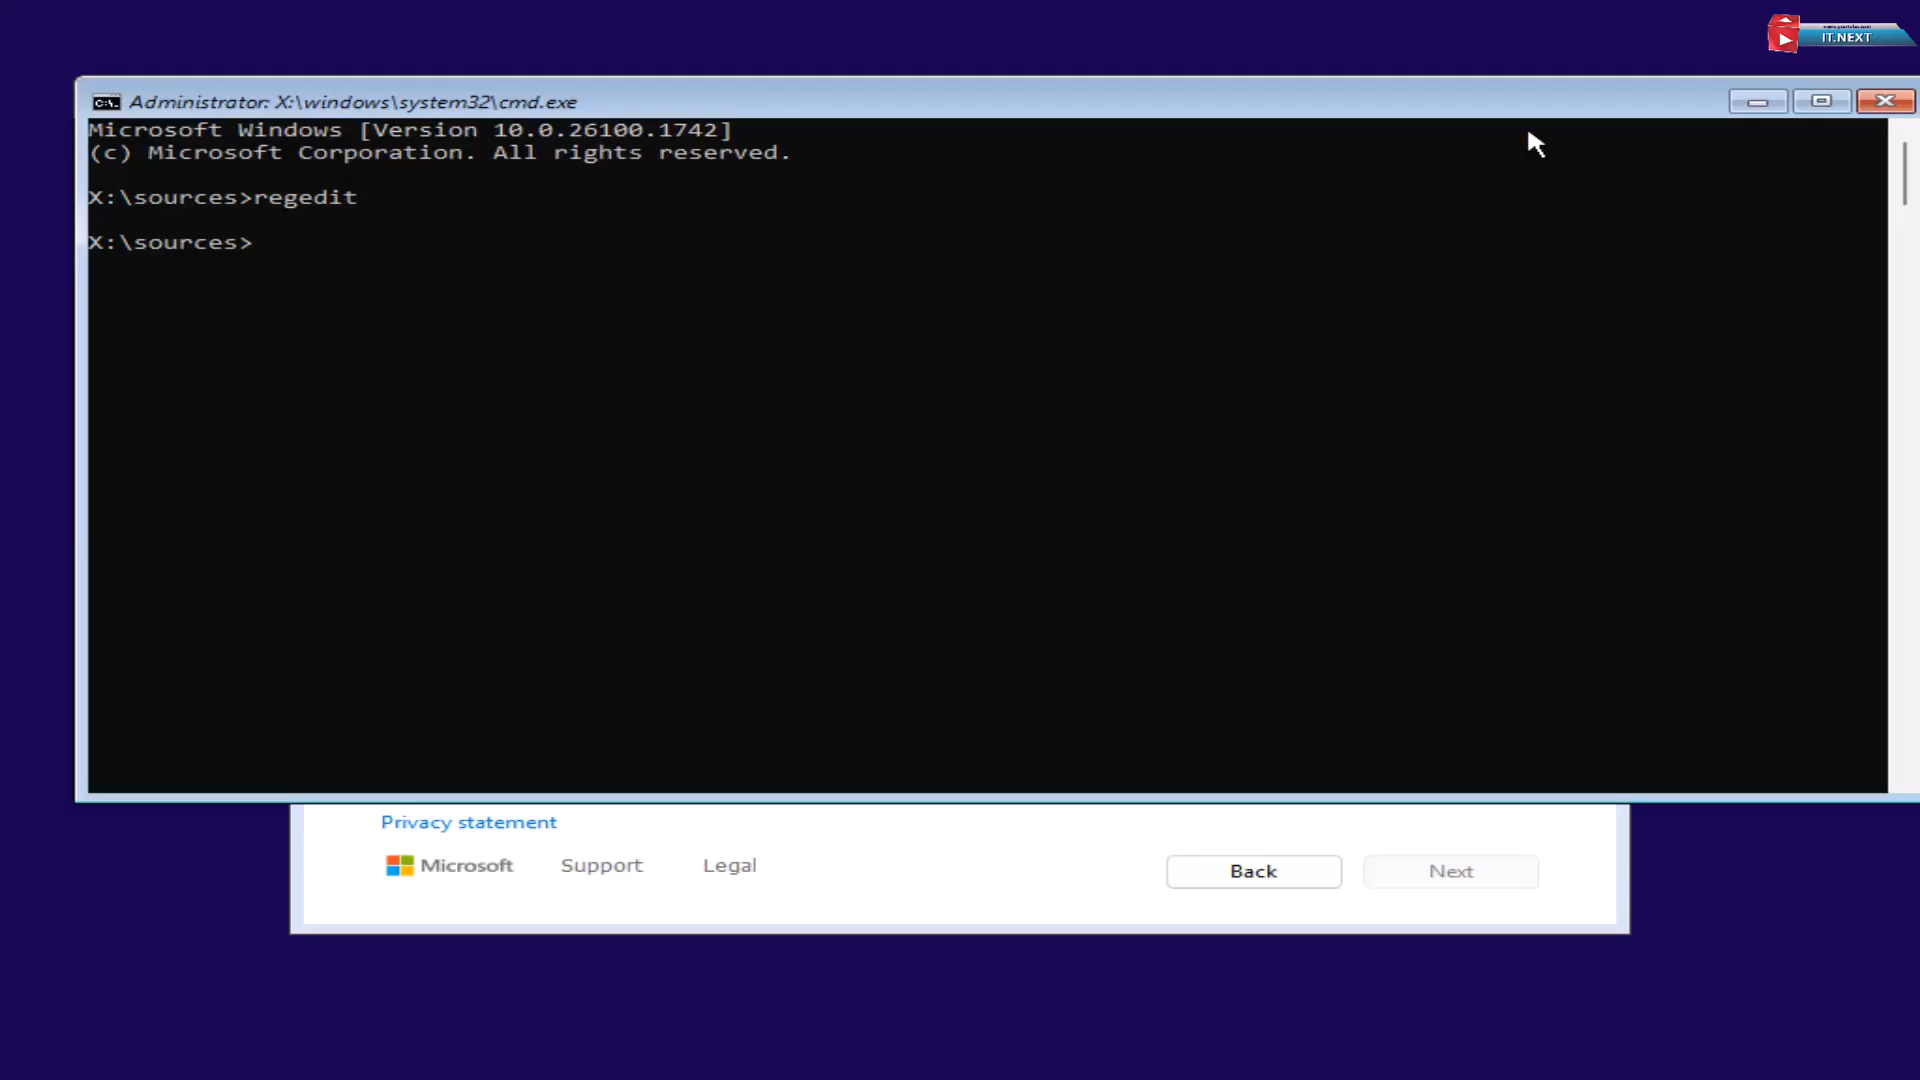 IT.NEXT
Administrator: X:\windows\system32\cmd.exe
Microsoft Windows [Version 10.0.26100.1742]
(c) Microsoft Corporation. All rights reserved.
X:\sources>regedit
X:\sources>
Privacy statement
Microsoft Support Legal Back Next